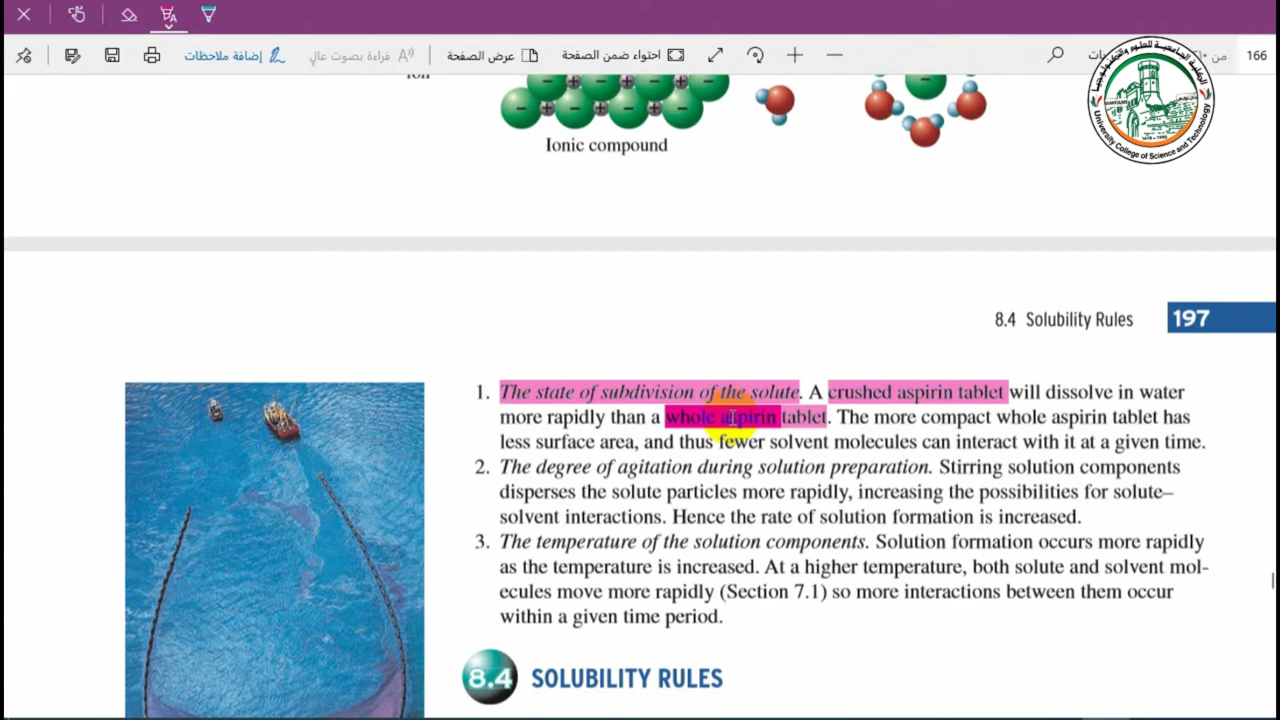 إضافة ملاحظات
قراءة بصوت عالٍ
عرض الصفحة
احتواء ضمن الصفحة
من
166
ion
Ionic compound
University College of Science and Technology
8.4 Solubility Rules
197
1. The state of subdivision of the solute. A crushed aspirin tablet will dissolve in water
more rapidly than a whole aspirin tablet. The more compact whole aspirin tablet has
less surface area, and thus fewer solvent molecules can interact with it at a given time.
2. The degree of agitation during solution preparation. Stirring solution components
disperses the solute particles more rapidly, increasing the possibilities for solute–
solvent interactions. Hence the rate of solution formation is increased.
3. The temperature of the solution components. Solution formation occurs more rapidly
as the temperature is increased. At a higher temperature, both solute and solvent mol-
ecules move more rapidly (Section 7.1) so more interactions between them occur
within a given time period.
8.4 SOLUBILITY RULES